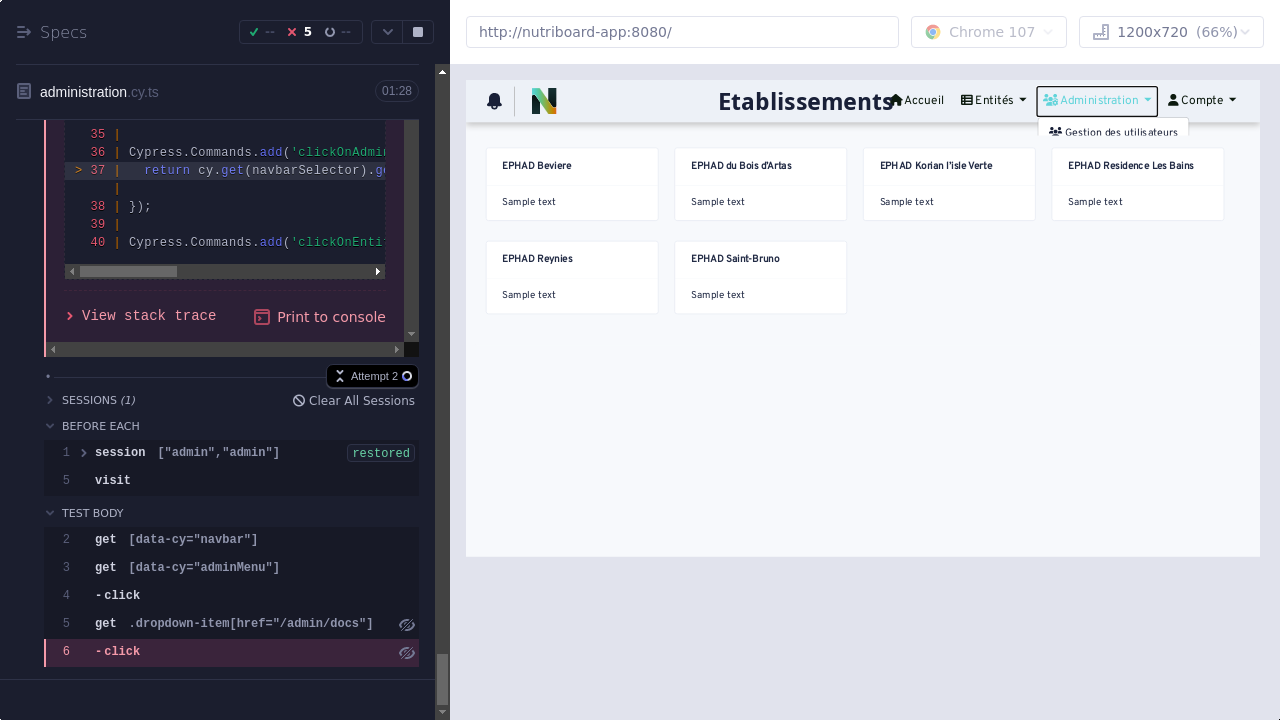 Specs
--
5
--
administration.cy.ts
01:28
35 |
36 | Cypress.Commands.add('clickOnAdmin
> 37 |   return cy.get(navbarSelector).ge
|
38 | });
39 |
40 | Cypress.Commands.add('clickOnEnti
View stack trace
Print to console
Attempt 2
SESSIONS (1)
Clear All Sessions
BEFORE EACH
1 session ["admin","admin"] restored
5 visit
TEST BODY
2 get [data-cy="navbar"]
3 get [data-cy="adminMenu"]
4 -click
5 get .dropdown-item[href="/admin/docs"]
6 -click
http://nutriboard-app:8080/
Chrome 107
1200x720 (66%)
Etablissements
Accueil
Entités
Administration
Compte
Gestion des utilisateurs
EPHAD Beviere
Sample text
EPHAD du Bois d'Artas
Sample text
EPHAD Korian l'isle Verte
Sample text
EPHAD Residence Les Bains
Sample text
EPHAD Reynies
Sample text
EPHAD Saint-Bruno
Sample text